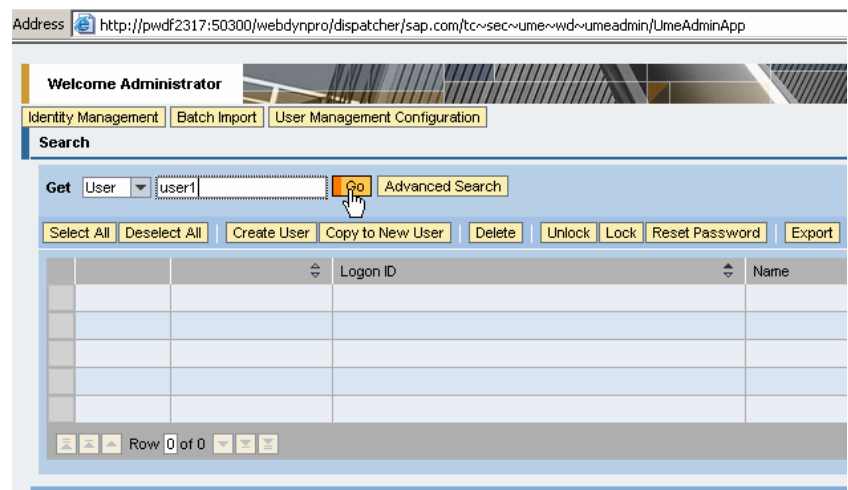 Address http://pwdf2317:50300/webdynpro/dispatcher/sap.com/tc~sec~ume~wd~umeadmin/UmeAdminApp
Welcome Administrator
Identity Management Batch Import User Management Configuration
Search
Get User user1 Go Advanced Search
Select All Deselect All Create User Copy to New User Delete Unlock Lock Reset Password Export
Logon ID Name
Row 0 of 0